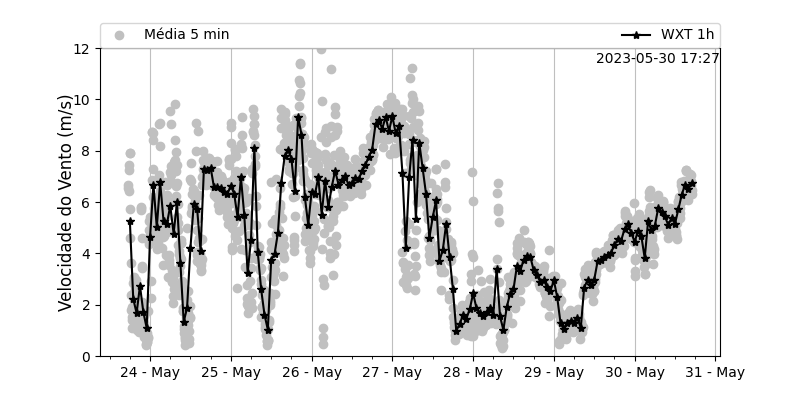 Média 5 min
WXT 1h
2023-05-30 17:27
Velocidade do Vento (m/s)
12
10
8
6
4
2
0
24 - May
25 - May
26 - May
27 - May
28 - May
29 - May
30 - May
31 - May